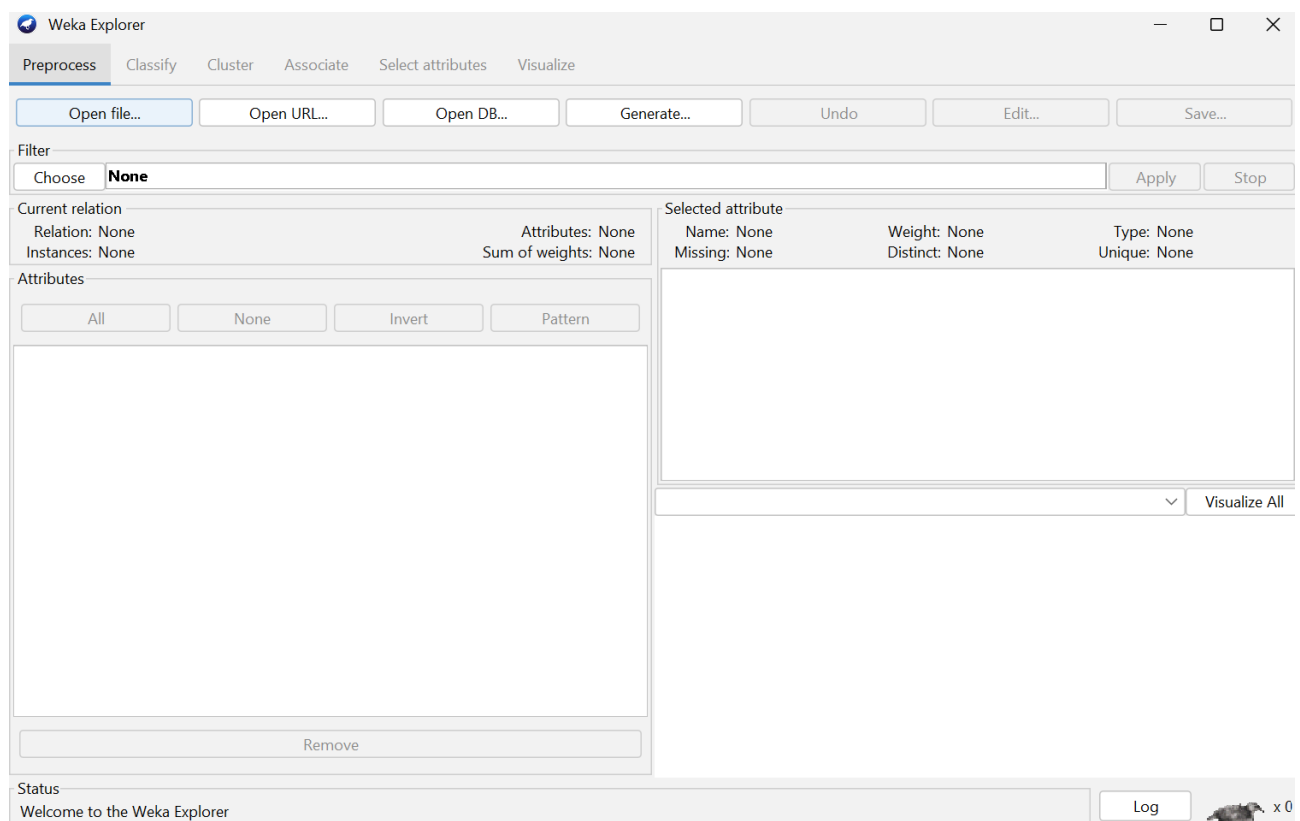 Weka Explorer
Preprocess Classify Cluster Associate Select attributes Visualize
Open file... Open URL... Open DB... Generate... Undo Edit... Save...
Filter
Choose None Apply Stop
Current relation
Relation: None Attributes: None
Instances: None Sum of weights: None
Selected attribute
Name: None Weight: None Type: None
Missing: None Distinct: None Unique: None
Attributes
All None Invert Pattern
Visualize All
Remove
Status
Welcome to the Weka Explorer
Log x 0